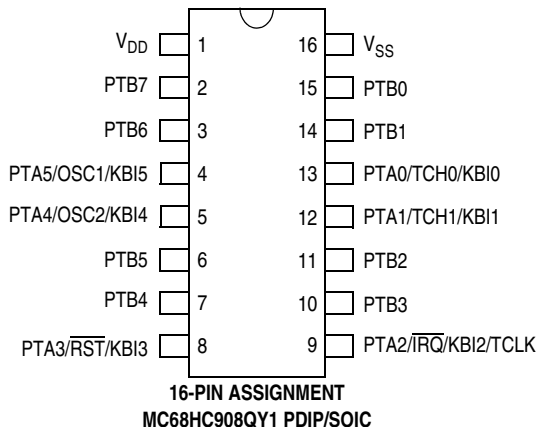 V_DD 1 16 V_SS
PTB7 2 15 PTB0
PTB6 3 14 PTB1
PTA5/OSC1/KBI5 4 13 PTA0/TCH0/KBI0
PTA4/OSC2/KBI4 5 12 PTA1/TCH1/KBI1
PTB5 6 11 PTB2
PTB4 7 10 PTB3
PTA3/R̅S̅T̅/KBI3 8 9 PTA2/I̅R̅Q̅/KBI2/TCLK
16-PIN ASSIGNMENT
MC68HC908QY1 PDIP/SOIC